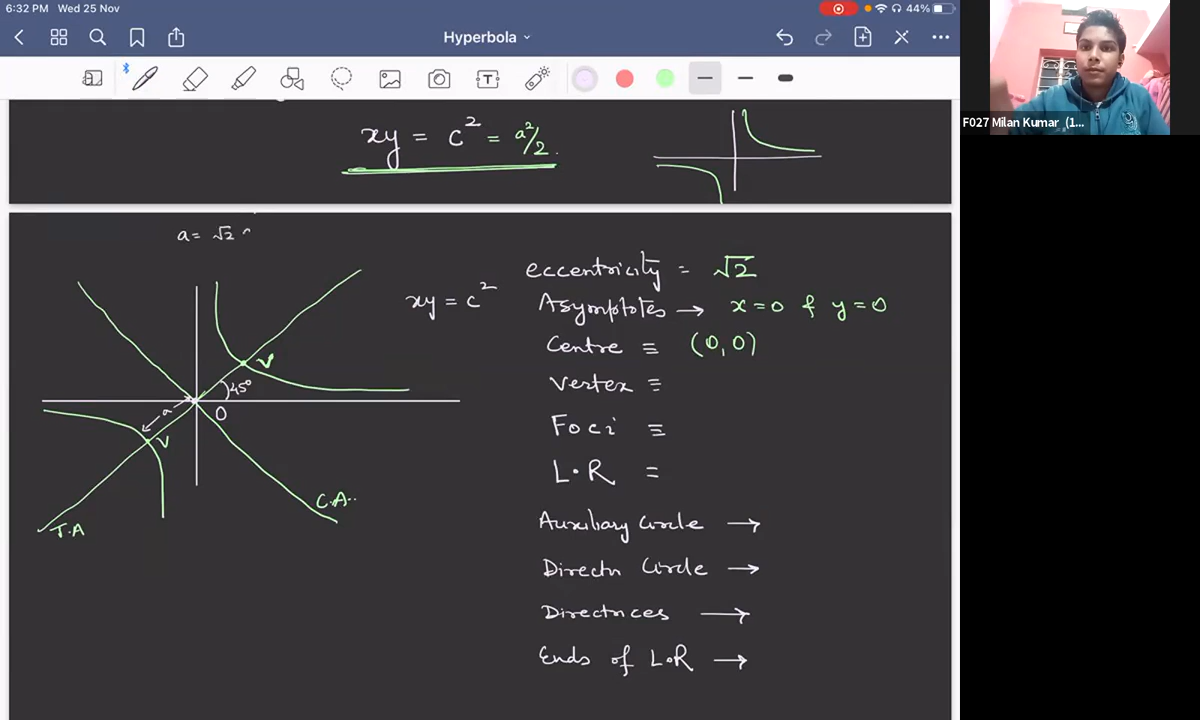 6:32 PM Wed 25 Nov
44%
Hyperbola
xy = c² = a²/2
a = √2
xy = c²
eccentricity = √2
Asymptotes → x=0 & y=0
Centre ≡ (0,0)
Vertex ≡
Foci ≡
L.R =
Auxiliary Circle →
Directr Circle →
Directrices →
Ends of L.R →
V
45°
a
O
V
C.A.
T.A
F027 Milan Kumar (1...